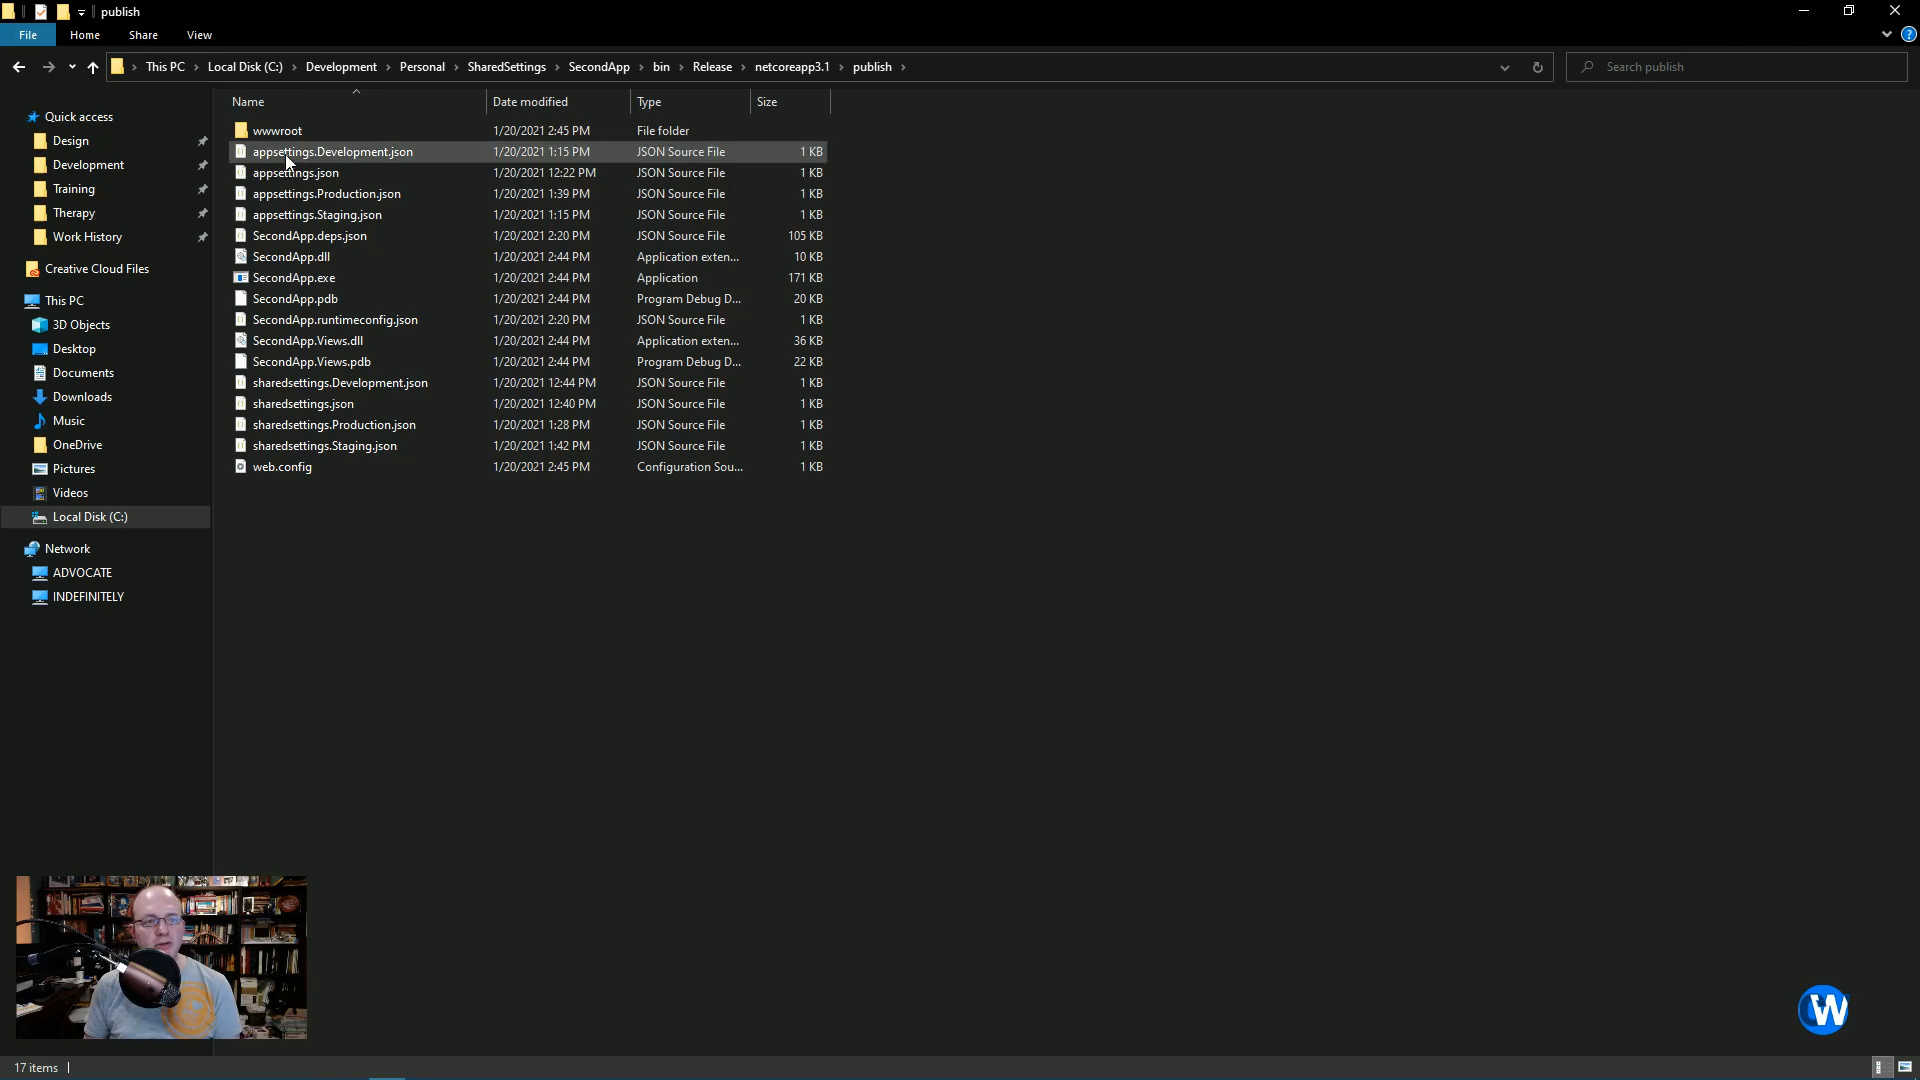 publish
File Home Share View
This PC Local Disk (C:) Development Personal SharedSettings SecondApp bin Release netcoreapp3.1 publish
Search publish
Name Date modified Type Size
Quick access
Design
Development
Training
Therapy
Work History
Creative Cloud Files
This PC
3D Objects
Desktop
Documents
Downloads
Music
OneDrive
Pictures
Videos
Local Disk (C:)
Network
ADVOCATE
INDEFINITELY
wwwroot 1/20/2021 2:45 PM File folder
appsettings.Development.json 1/20/2021 1:15 PM JSON Source File 1 KB
appsettings.json 1/20/2021 12:22 PM JSON Source File 1 KB
appsettings.Production.json 1/20/2021 1:39 PM JSON Source File 1 KB
appsettings.Staging.json 1/20/2021 1:15 PM JSON Source File 1 KB
SecondApp.deps.json 1/20/2021 2:20 PM JSON Source File 105 KB
SecondApp.dll 1/20/2021 2:44 PM Application exten... 10 KB
SecondApp.exe 1/20/2021 2:44 PM Application 171 KB
SecondApp.pdb 1/20/2021 2:44 PM Program Debug D... 20 KB
SecondApp.runtimeconfig.json 1/20/2021 2:20 PM JSON Source File 1 KB
SecondApp.Views.dll 1/20/2021 2:44 PM Application exten... 36 KB
SecondApp.Views.pdb 1/20/2021 2:44 PM Program Debug D... 22 KB
sharedsettings.Development.json 1/20/2021 12:44 PM JSON Source File 1 KB
sharedsettings.json 1/20/2021 12:40 PM JSON Source File 1 KB
sharedsettings.Production.json 1/20/2021 1:28 PM JSON Source File 1 KB
sharedsettings.Staging.json 1/20/2021 1:42 PM JSON Source File 1 KB
web.config 1/20/2021 2:45 PM Configuration Sou... 1 KB
W
17 items